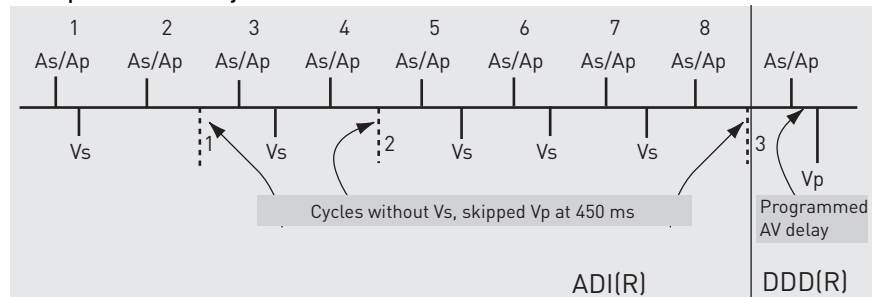 1 2 3 4 5 6 7 8
As/Ap As/Ap As/Ap As/Ap As/Ap As/Ap As/Ap As/Ap As/Ap
Vs 1 Vs 2 Vs Vs Vs 3
Vp
Cycles without Vs, skipped Vp at 450 ms
Programmed
AV delay
ADI(R) DDD(R)